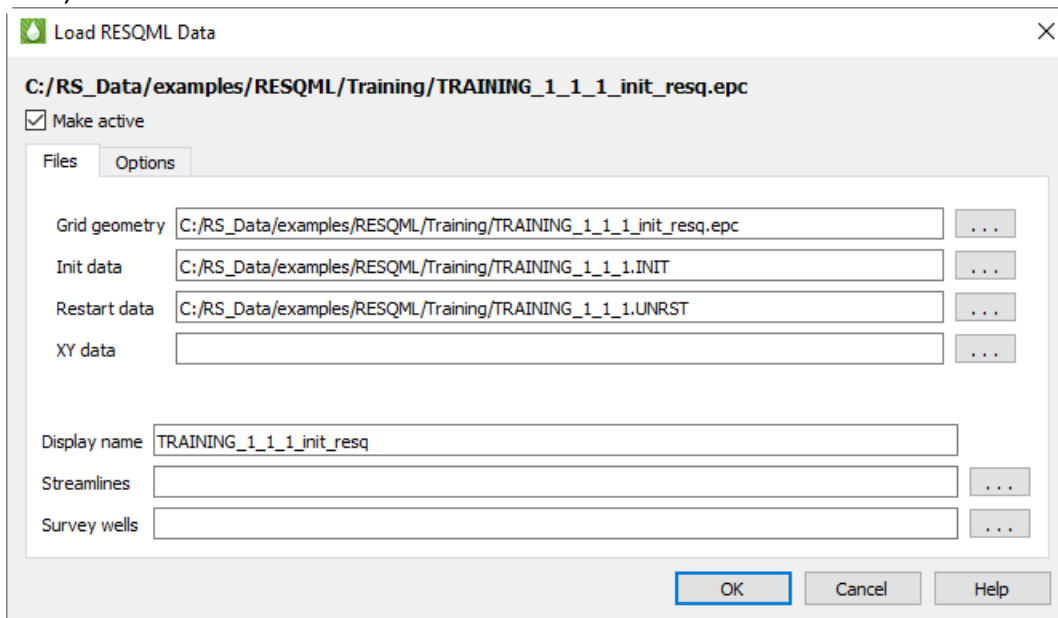 Load RESQML Data
C:/RS_Data/examples/RESQML/Training/TRAINING_1_1_1_init_resq.epc
Make active
Files Options
Grid geometry C:/RS_Data/examples/RESQML/Training/TRAINING_1_1_1_init_resq.epc ...
Init data C:/RS_Data/examples/RESQML/Training/TRAINING_1_1_1.INIT ...
Restart data C:/RS_Data/examples/RESQML/Training/TRAINING_1_1_1.UNRST ...
XY data ...
Display name TRAINING_1_1_1_init_resq
Streamlines ...
Survey wells ...
OK Cancel Help